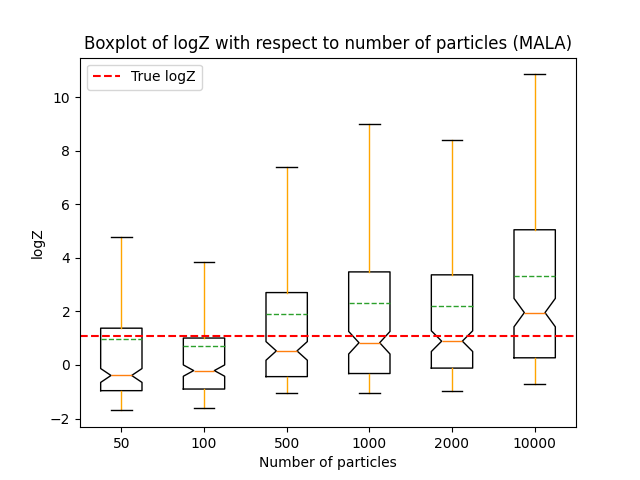 Boxplot of logZ with respect to number of particles (MALA)
True logZ
10
8
6
4
2
0
−2
logZ
50 100 500 1000 2000 10000
Number of particles